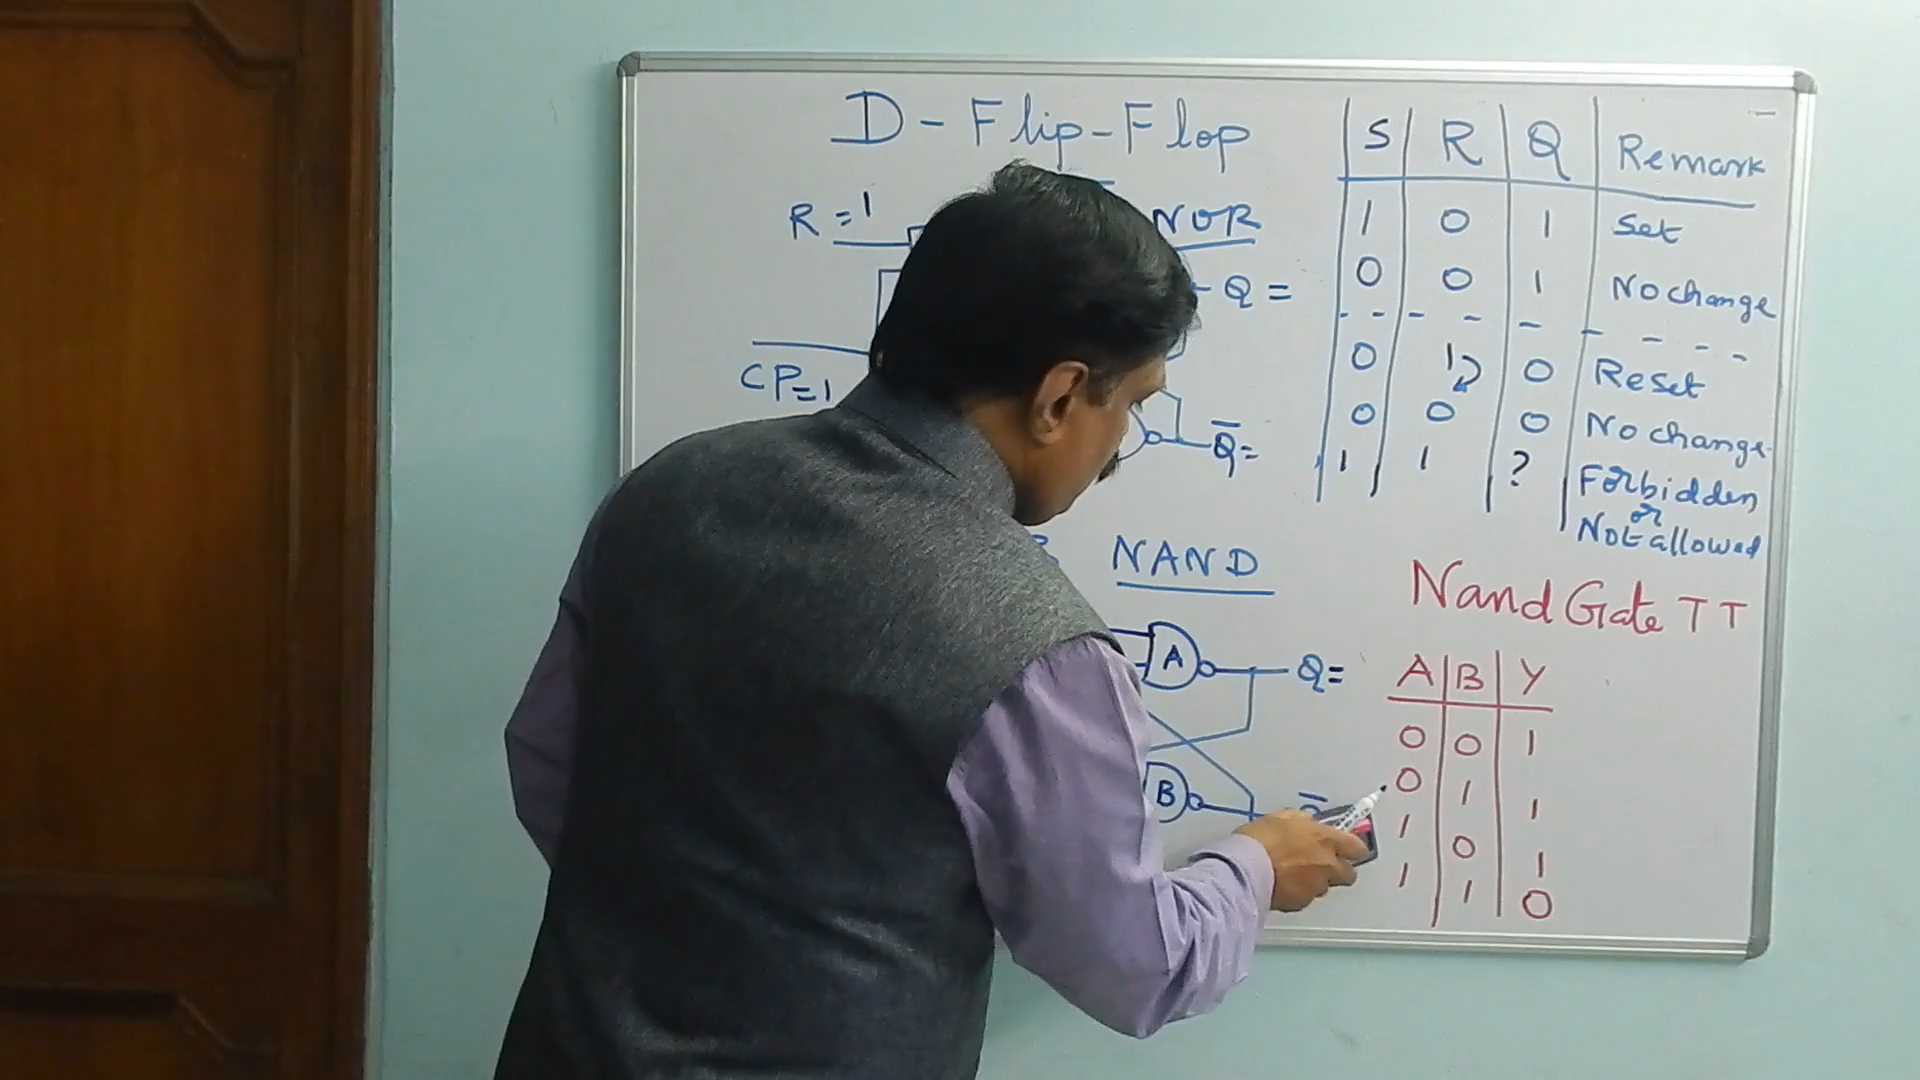 D - Flip-Flop
R = 1
NOR
Q =
CP=1
Q̅=
NAND
A
Q=
B
S R Q Remark
1 0 1 Set
0 0 1 No change
0 1 0 Reset
0 0 0 No change
1 1 ? Forbidden
or
Not allowed
Nand Gate TT
A B Y
0 0 1
0 1 1
1 0 1
1 1 0